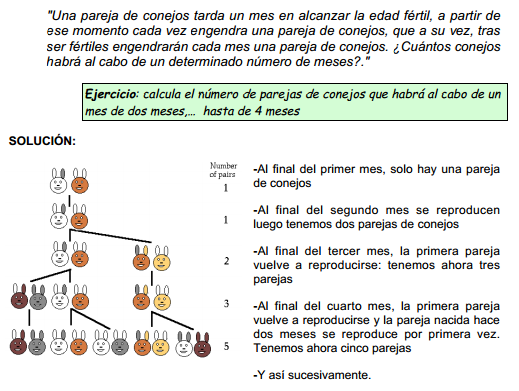 "Una pareja de conejos tarda un mes en alcanzar la edad fértil, a partir de
ese momento cada vez engendra una pareja de conejos, que a su vez, tras
ser fértiles engendrarán cada mes una pareja de conejos. ¿Cuántos conejos
habrá al cabo de un determinado número de meses?."
Ejercicio: calcula el número de parejas de conejos que habrá al cabo de un
mes de dos meses,... hasta de 4 meses
SOLUCIÓN:
Number
of pairs
1
1
2
3
5
-Al final del primer mes, solo hay una pareja
de conejos
-Al final del segundo mes se reproducen
luego tenemos dos parejas de conejos
-Al final del tercer mes, la primera pareja
vuelve a reproducirse: tenemos ahora tres
parejas
-Al final del cuarto mes, la primera pareja
vuelve a reproducirse y la pareja nacida hace
dos meses se reproduce por primera vez.
Tenemos ahora cinco parejas
-Y así sucesivamente.